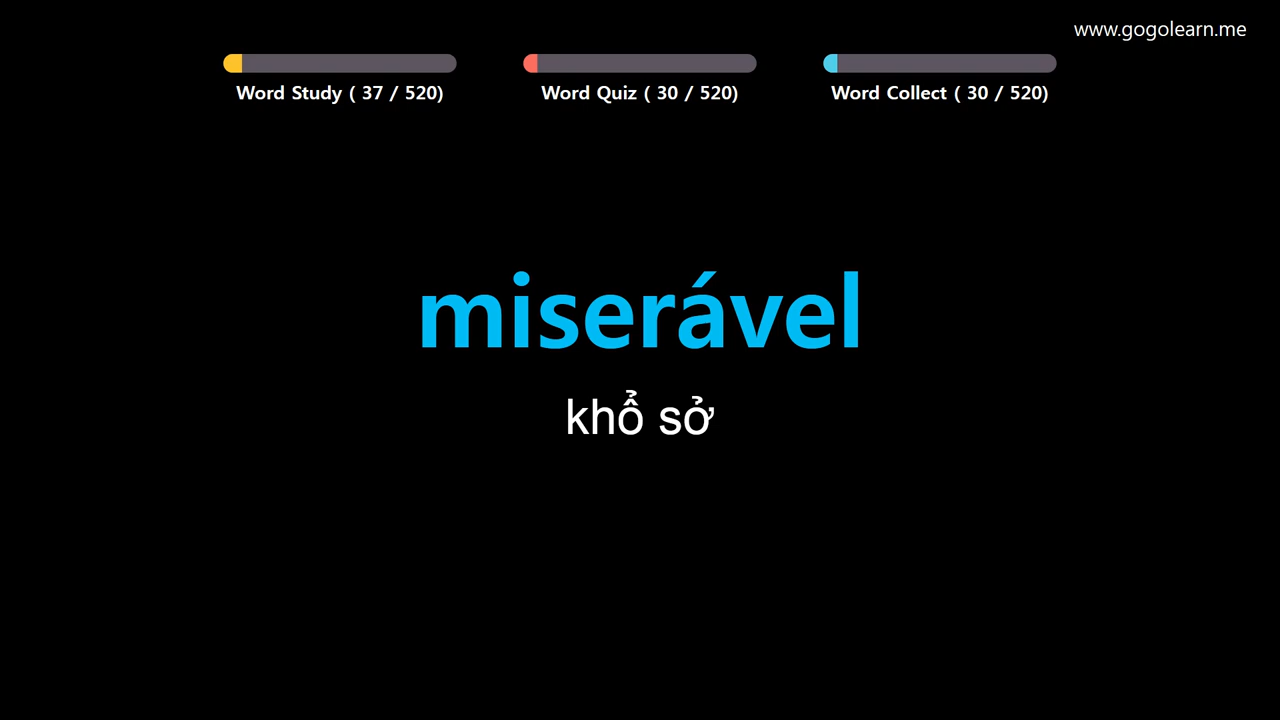 www.gogolearn.me
Word Study ( 37 / 520)
Word Quiz ( 30 / 520)
Word Collect ( 30 / 520)
miserável
khổ sở